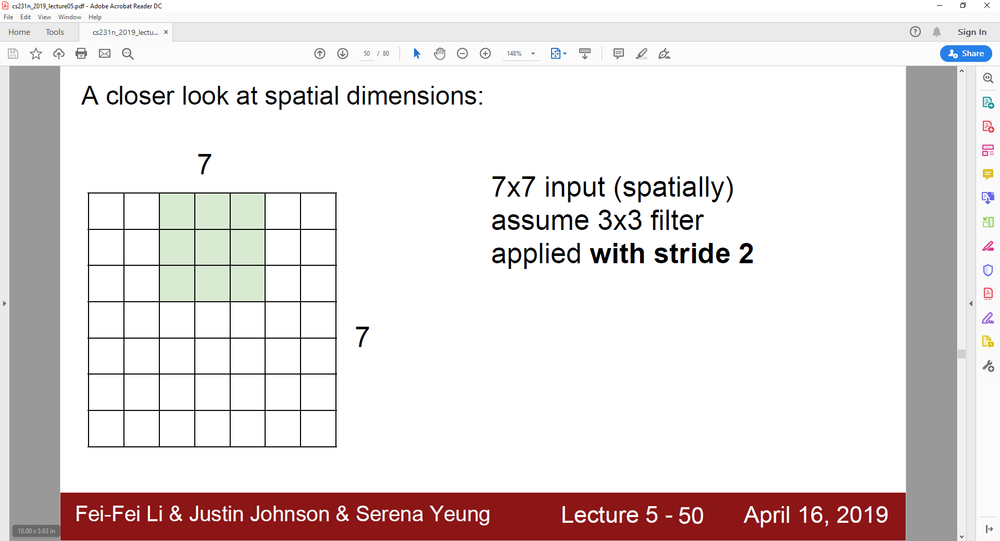 cs231n_2019_lecture05.pdf - Adobe Acrobat Reader DC
File Edit View Window Help
Home Tools cs231n_2019_lectu... Sign In
50 / 80 148% Share
A closer look at spatial dimensions:
7
7x7 input (spatially)
assume 3x3 filter
applied with stride 2
7
Fei-Fei Li & Justin Johnson & Serena Yeung Lecture 5 - 50 April 16, 2019
10.00 x 5.63 in